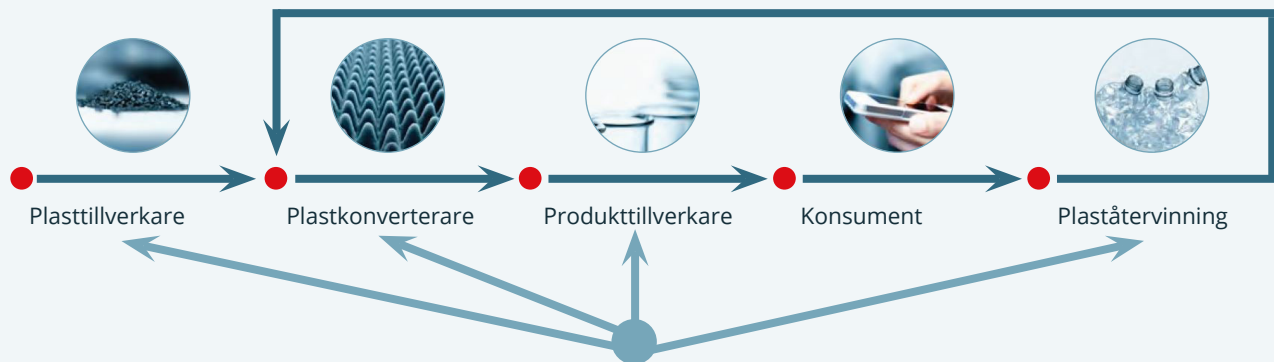 Plasttillverkare
Plastkonverterare
Produkttillverkare
Konsument
Plaståtervinning